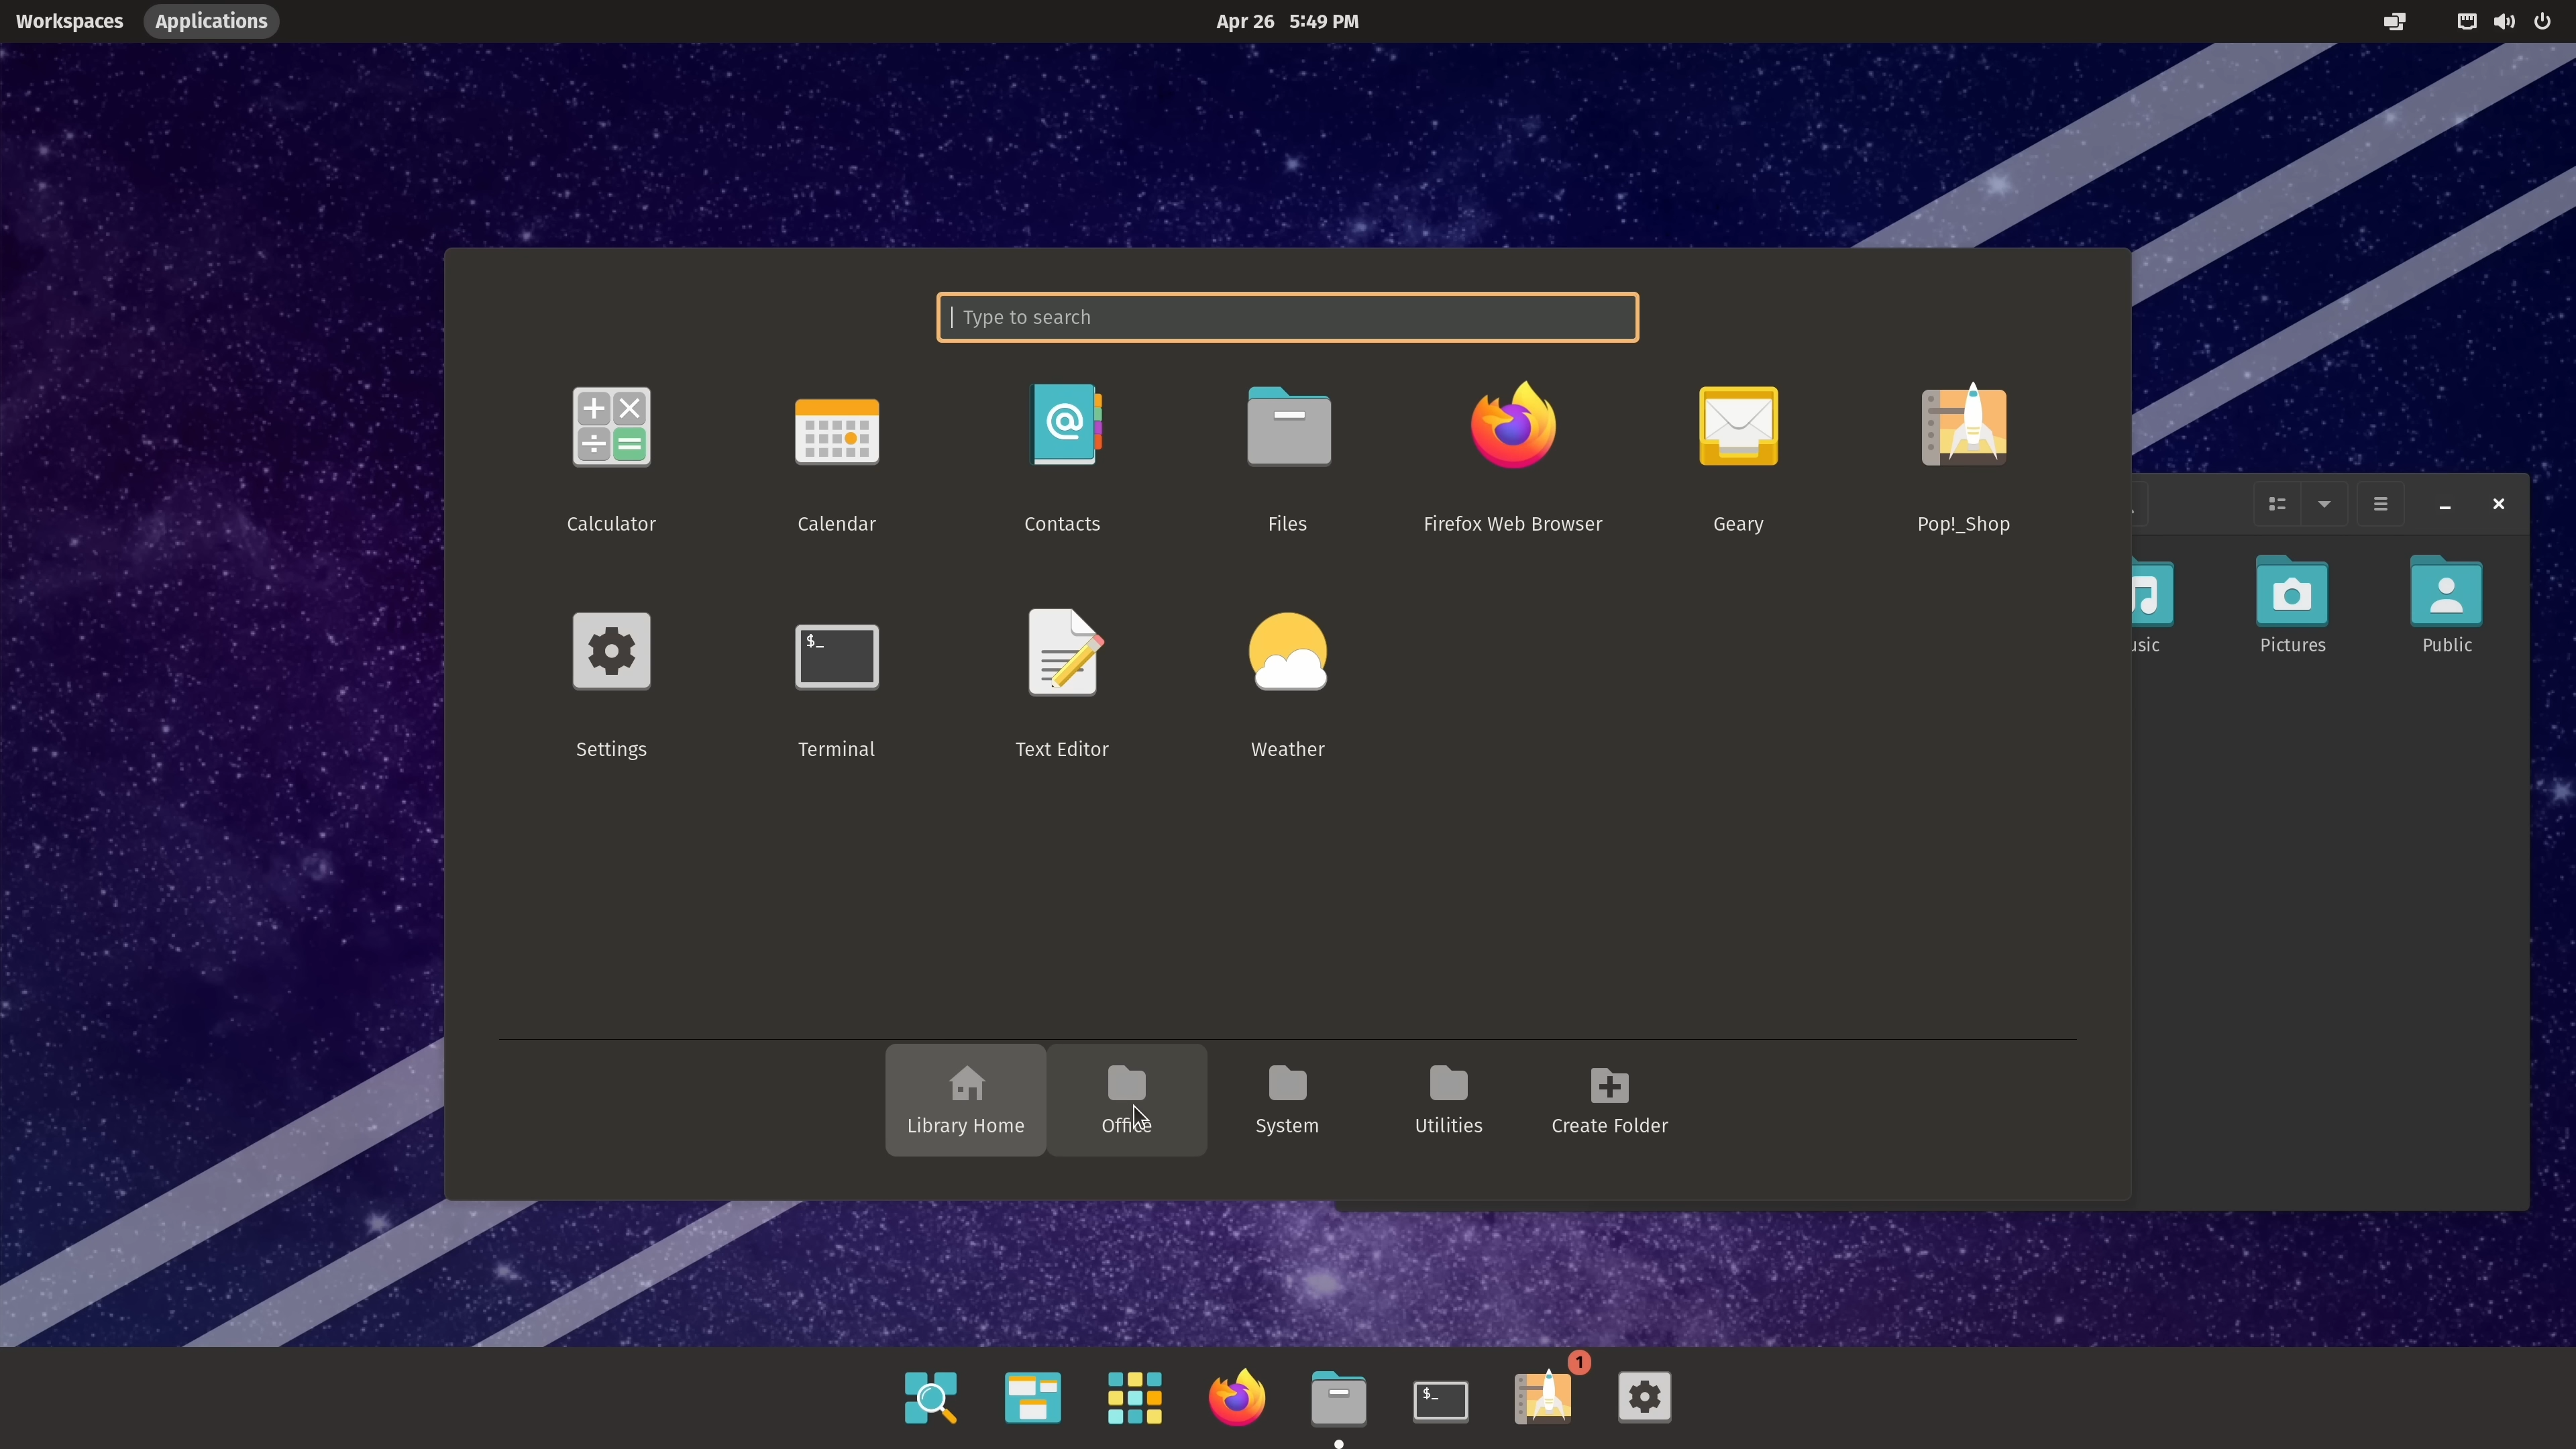 Workspaces Applications Apr 26 5:49 PM
Type to search
Calculator Calendar Contacts Files Firefox Web Browser Geary Pop!_Shop
$_
Settings Terminal Text Editor Weather
usic Pictures Public
Library Home Office System Utilities Create Folder
1
$_